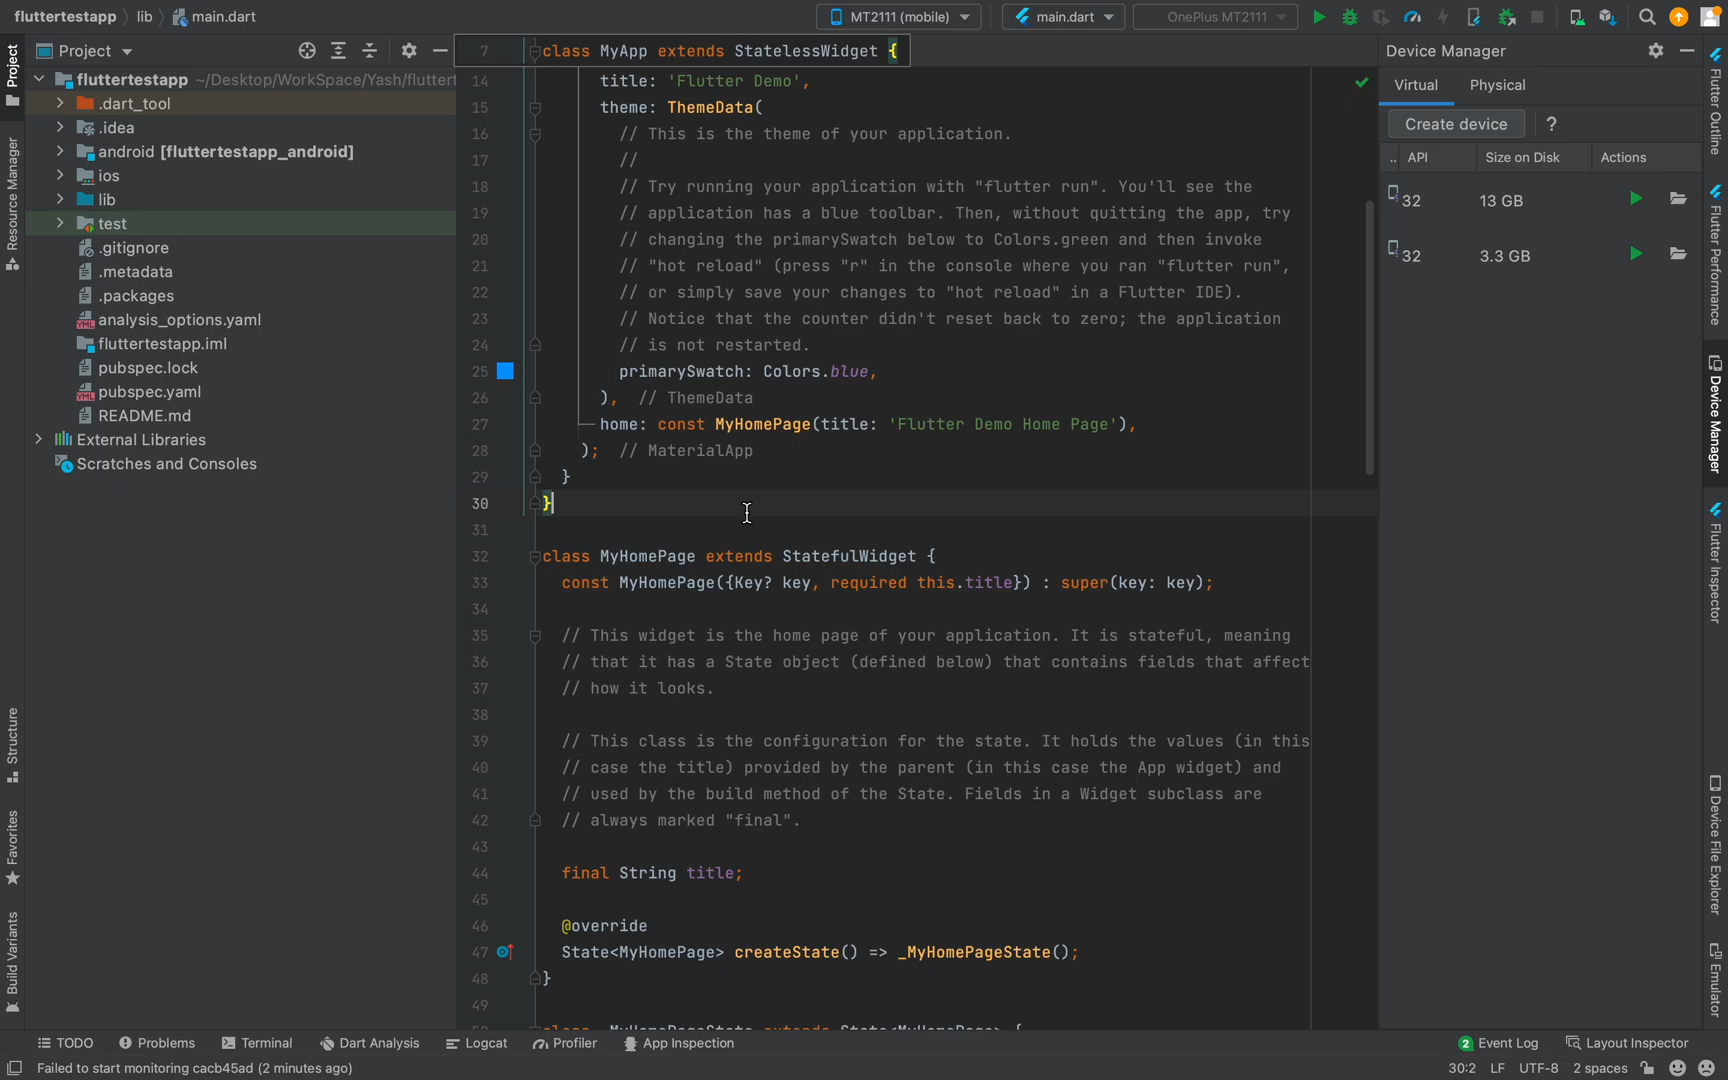 fluttertestapp lib main.dart MT2111 (mobile) main.dart OnePlus MT2111
Project
Resource Manager
Structure
Favorites
Build Variants
Project
fluttertestapp ~/Desktop/WorkSpace/Yash/flutter
.dart_tool
.idea
android [fluttertestapp_android]
ios
lib
test
.gitignore
.metadata
.packages
analysis_options.yaml
fluttertestapp.iml
pubspec.lock
pubspec.yaml
README.md
External Libraries
Scratches and Consoles
7 class MyApp extends StatelessWidget {
14 title: 'Flutter Demo',
15 theme: ThemeData(
16 // This is the theme of your application.
17 //
18 // Try running your application with "flutter run". You'll see the
19 // application has a blue toolbar. Then, without quitting the app, try
20 // changing the primarySwatch below to Colors.green and then invoke
21 // "hot reload" (press "r" in the console where you ran "flutter run",
22 // or simply save your changes to "hot reload" in a Flutter IDE).
23 // Notice that the counter didn't reset back to zero; the application
24 // is not restarted.
25 primarySwatch: Colors.blue,
26 ), // ThemeData
27 home: const MyHomePage(title: 'Flutter Demo Home Page'),
28 ); // MaterialApp
29 }
30 }
31
32 class MyHomePage extends StatefulWidget {
33 const MyHomePage({Key? key, required this.title}) : super(key: key);
34
35 // This widget is the home page of your application. It is stateful, meaning
36 // that it has a State object (defined below) that contains fields that affect
37 // how it looks.
38
39 // This class is the configuration for the state. It holds the values (in this
40 // case the title) provided by the parent (in this case the App widget) and
41 // used by the build method of the State. Fields in a Widget subclass are
42 // always marked "final".
43
44 final String title;
45
46 @override
47 State<MyHomePage> createState() => _MyHomePageState();
48 }
49
class _MyHomePageState extends State<MyHomePage> {
Device Manager
Virtual Physical
Create device ?
.. API Size on Disk Actions
32 13 GB
32 3.3 GB
Flutter Outline
Flutter Performance
Device Manager
Flutter Inspector
Device File Explorer
Emulator
TODO Problems Terminal Dart Analysis Logcat Profiler App Inspection 2 Event Log Layout Inspector
Failed to start monitoring cacb45ad (2 minutes ago) 30:2 LF UTF-8 2 spaces